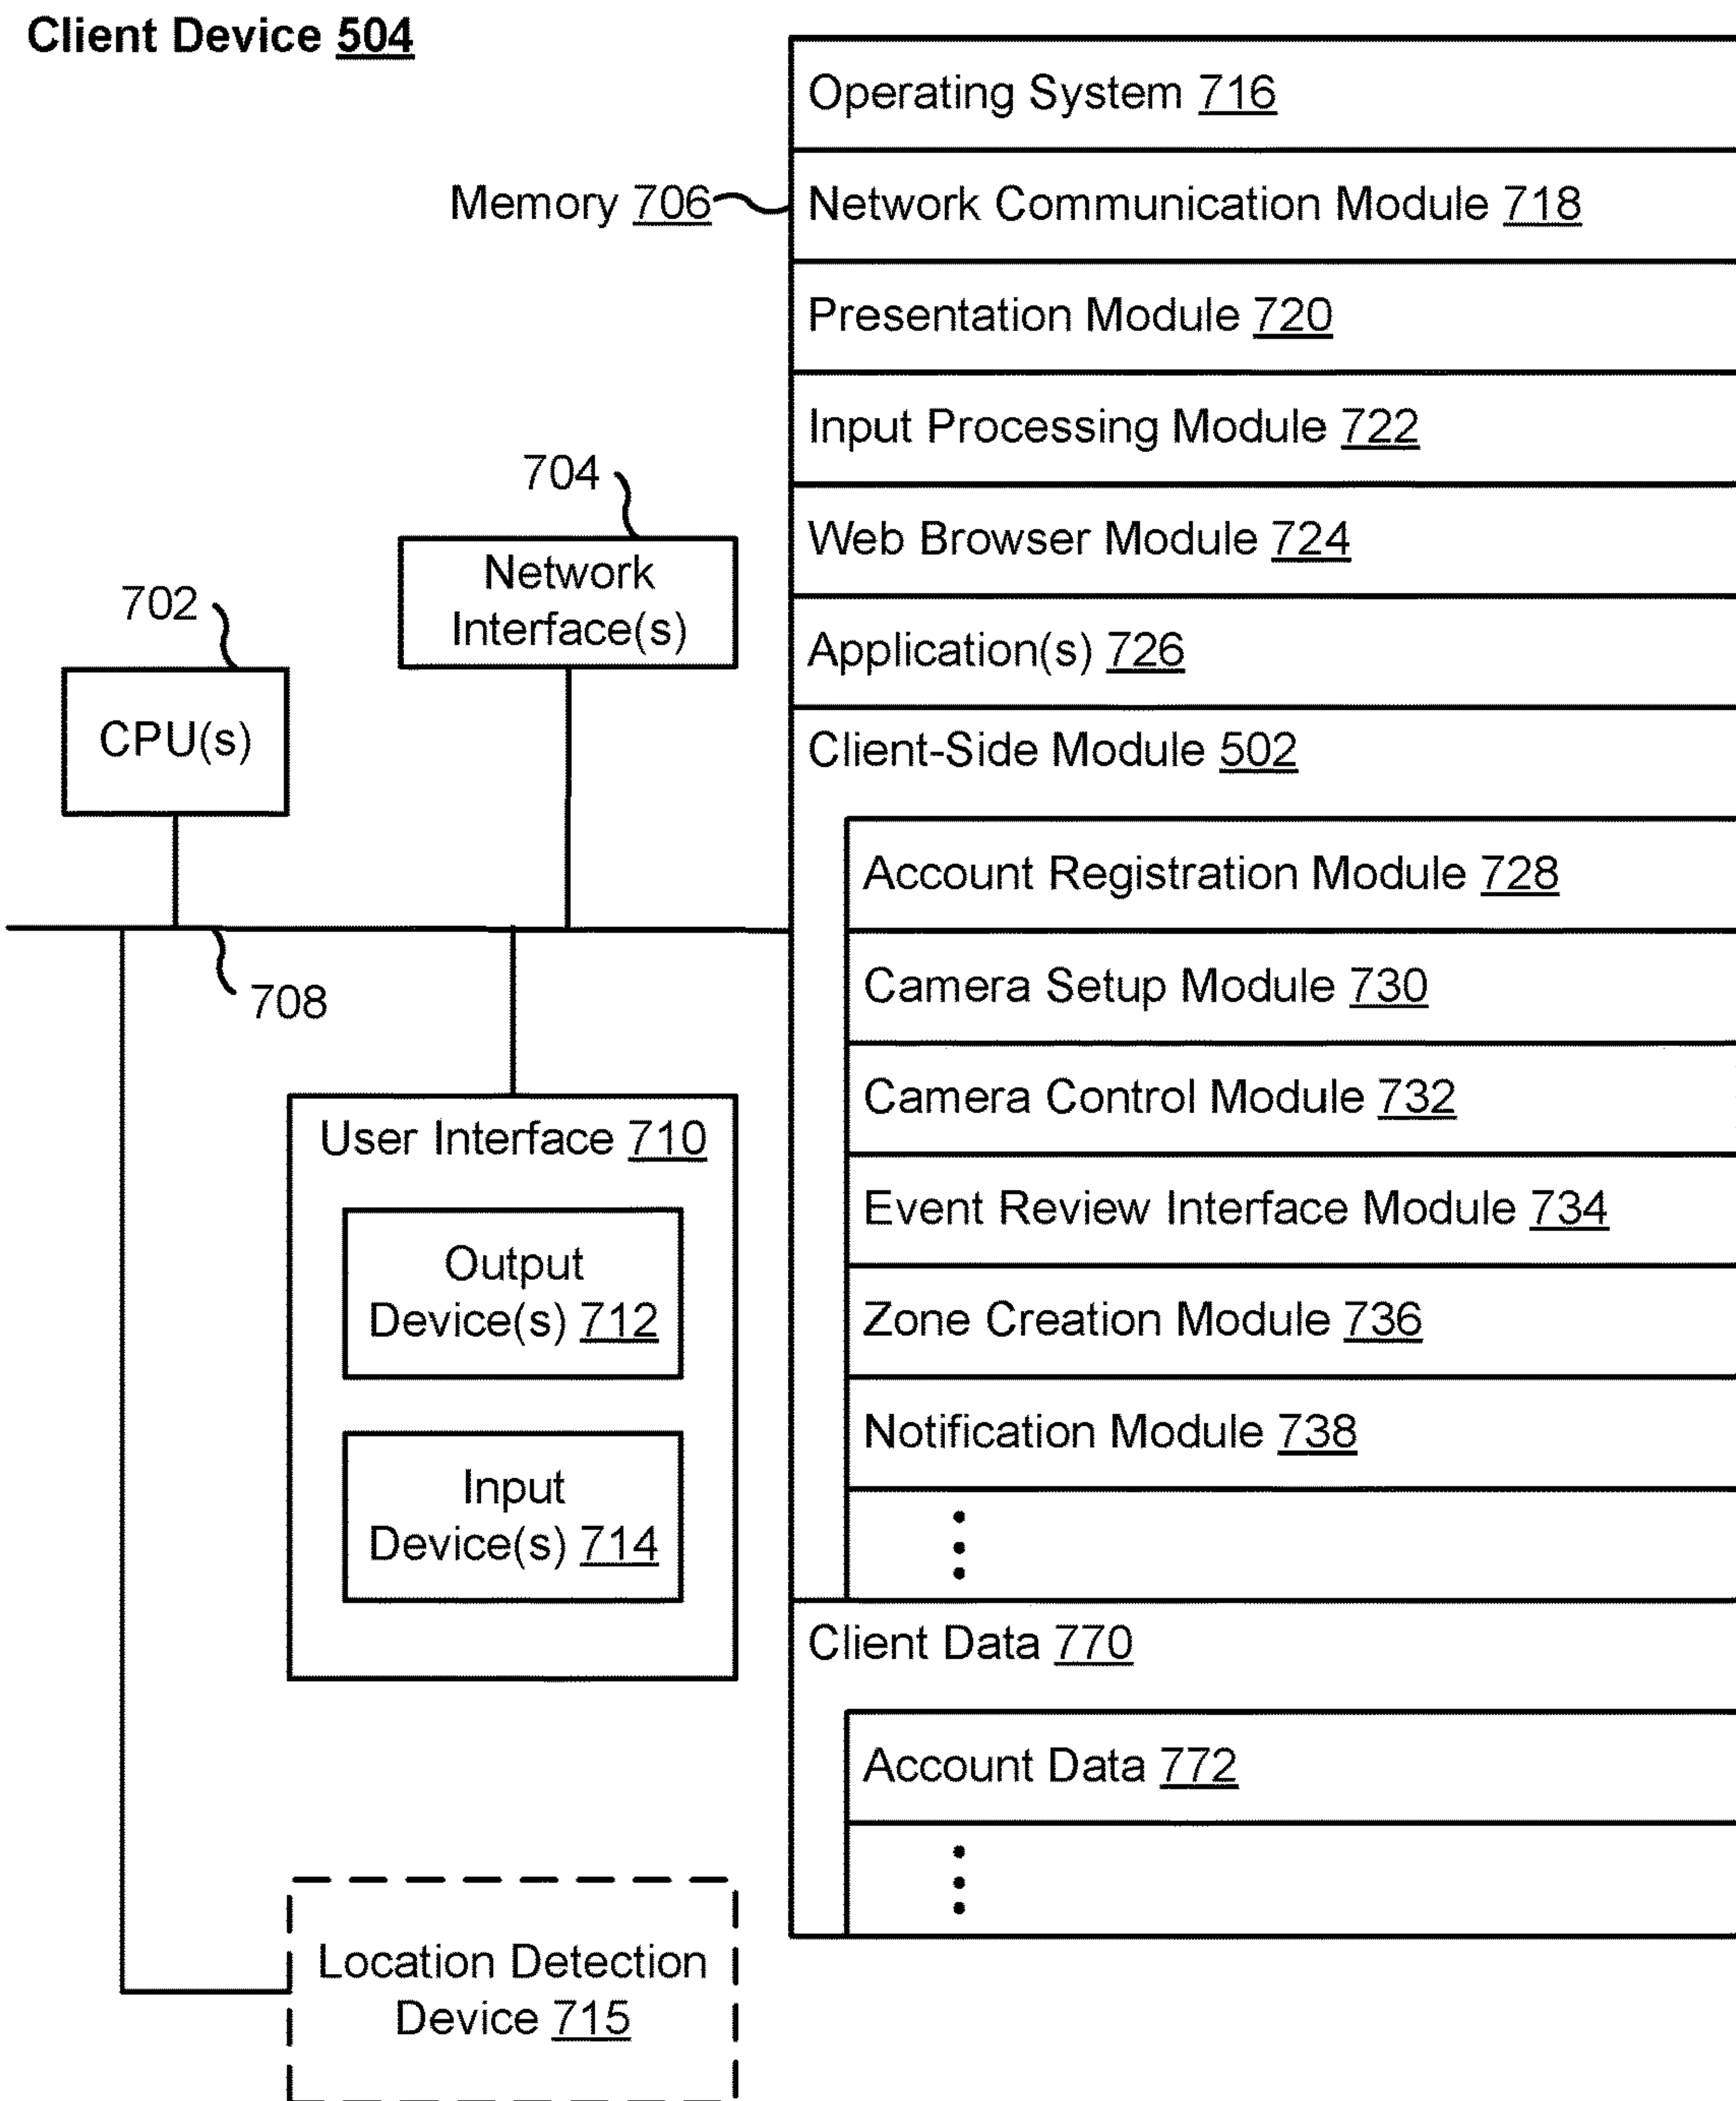 Client Device 504
Operating System 716
Memory 706
Network Communication Module 718
Presentation Module 720
Input Processing Module 722
704
Web Browser Module 724
Network
Interface(s)
702
Application(s) 726
CPU(s)
Client-Side Module 502
Account Registration Module 728
708
Camera Setup Module 730
Camera Control Module 732
User Interface 710
Event Review Interface Module 734
Output
Device(s) 712
Zone Creation Module 736
Notification Module 738
Input
Device(s) 714
Client Data 770
Account Data 772
Location Detection
Device 715